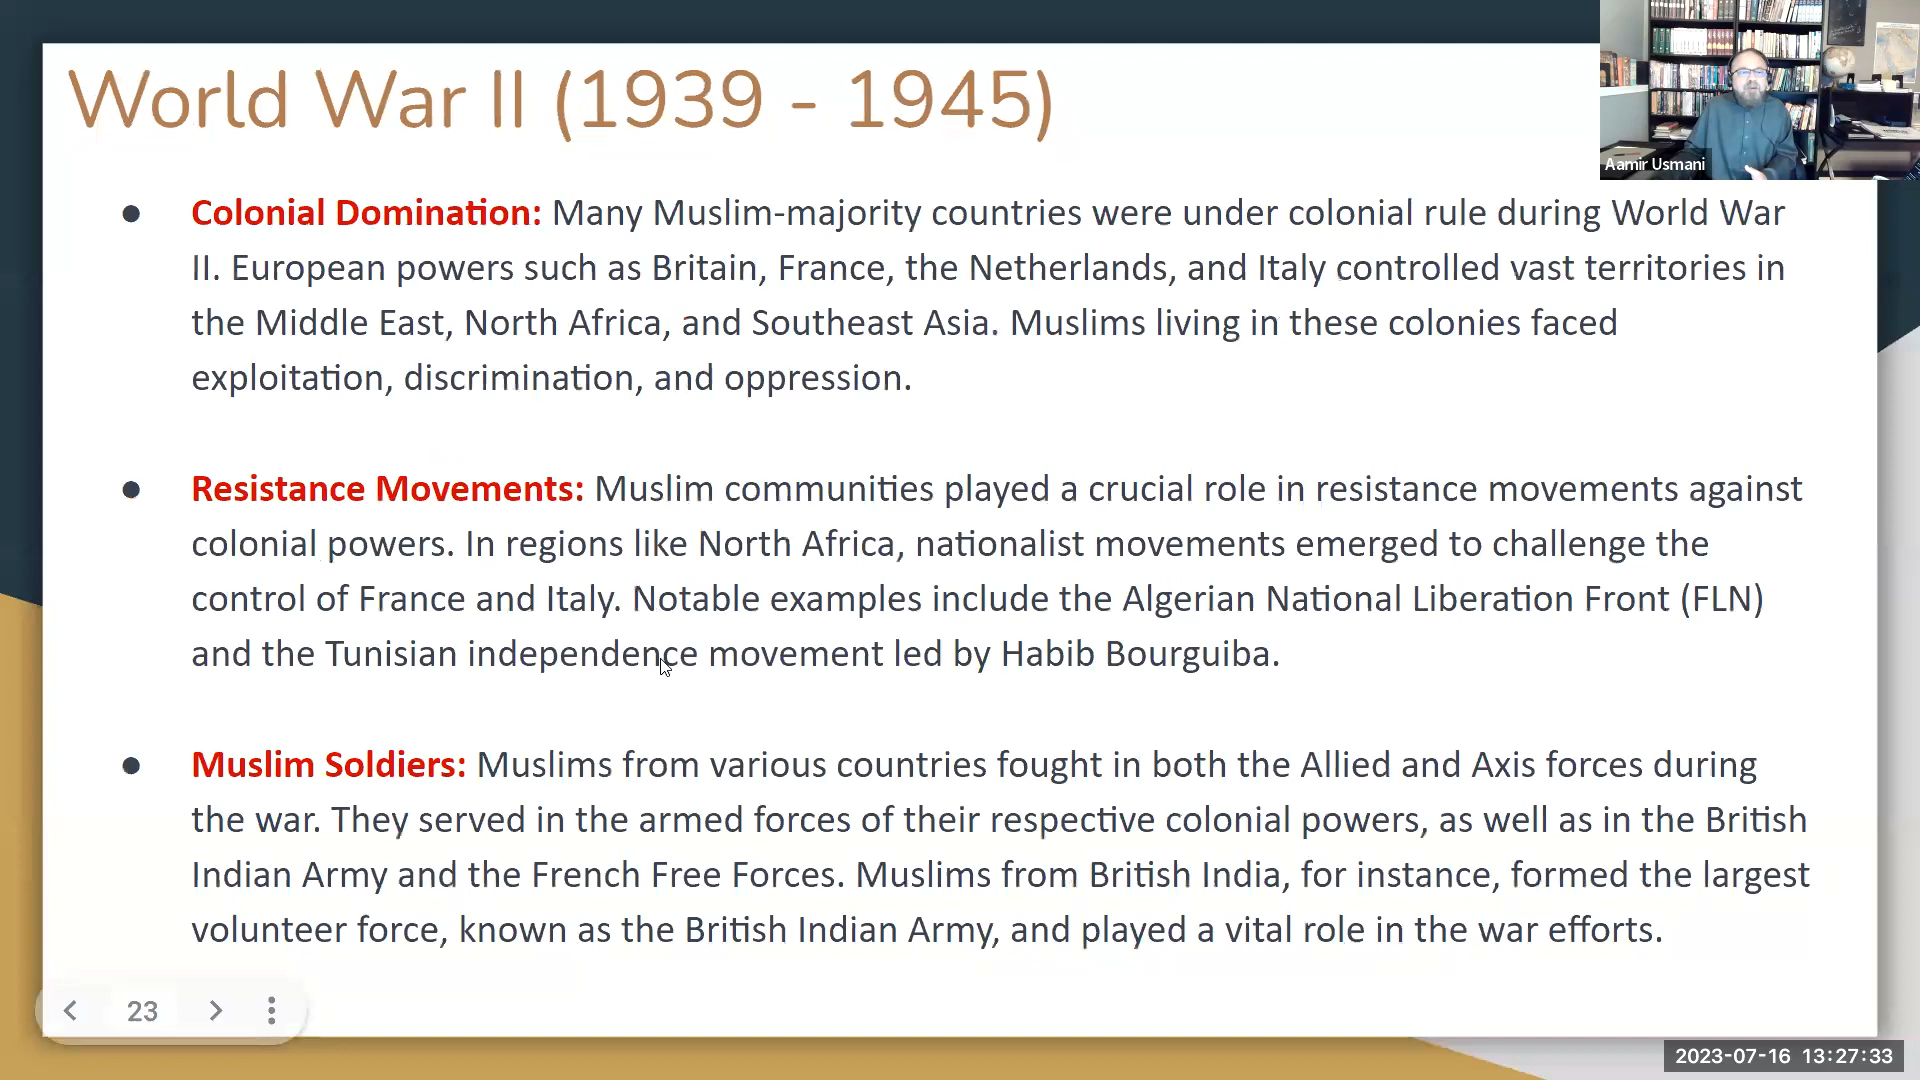 World War II (1939 - 1945)
Aamir Usmani
● Colonial Domination: Many Muslim-majority countries were under colonial rule during World War
II. European powers such as Britain, France, the Netherlands, and Italy controlled vast territories in
the Middle East, North Africa, and Southeast Asia. Muslims living in these colonies faced
exploitation, discrimination, and oppression.
● Resistance Movements: Muslim communities played a crucial role in resistance movements against
colonial powers. In regions like North Africa, nationalist movements emerged to challenge the
control of France and Italy. Notable examples include the Algerian National Liberation Front (FLN)
and the Tunisian independence movement led by Habib Bourguiba.
● Muslim Soldiers: Muslims from various countries fought in both the Allied and Axis forces during
the war. They served in the armed forces of their respective colonial powers, as well as in the British
Indian Army and the French Free Forces. Muslims from British India, for instance, formed the largest
volunteer force, known as the British Indian Army, and played a vital role in the war efforts.
23
2023-07-16 13:27:33